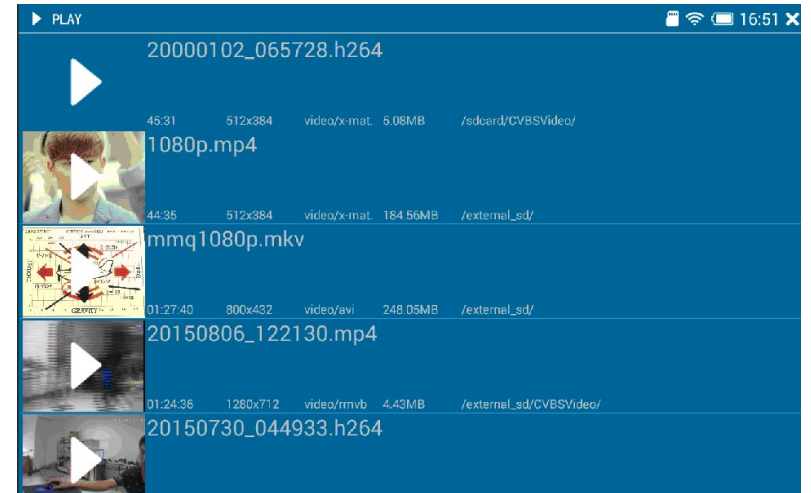 PLAY 16:51
20000102_065728.h264
45:31 512x384 video/x-mat. 5.08MB /sdcard/CVBSVideo/
1080p.mp4
44:35 512x384 video/x-mat. 184.56MB /external_sd/
mmq1080p.mkv
GRAVITY
01:27:40 800x432 video/avi 248.05MB /external_sd/
20150806_122130.mp4
01:24:36 1280x712 video/rmvb 4.43MB /external_sd/CVBSVideo/
20150730_044933.h264